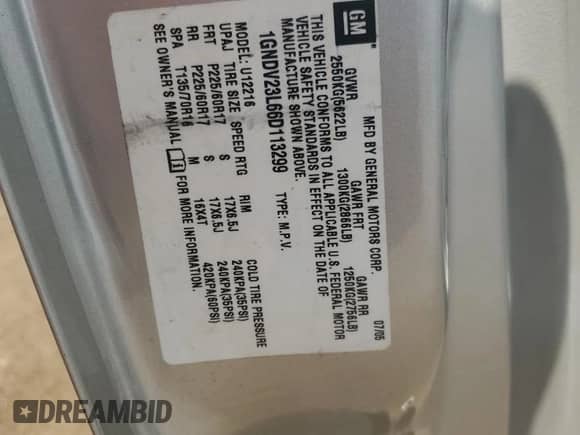 GM
MFD BY GENERAL MOTORS CORP. 07/05
GVWR GAWR FRT GAWR RR
2550KG(5622LB) 1300KG(2866LB) 1250KG(2756LB)
THIS VEHICLE CONFORMS TO ALL APPLICABLE U.S. FEDERAL MOTOR
VEHICLE SAFETY STANDARDS IN EFFECT ON THE DATE OF
MANUFACTURE SHOWN ABOVE.
1GNDV23L66D113299 TYPE: M.P.V.
MODEL: U12216
UPAJ TIRE SIZE SPEED RTG RIM COLD TIRE PRESSURE
FRT P225/60R17 S 17X6.5J 240KPA(35PSI)
RR P225/60R17 S 17X6.5J 240KPA(35PSI)
SPA T135/70R16 M 16X4T 420KPA(60PSI)
SEE OWNER'S MANUAL FOR MORE INFORMATION.
DREAMBID